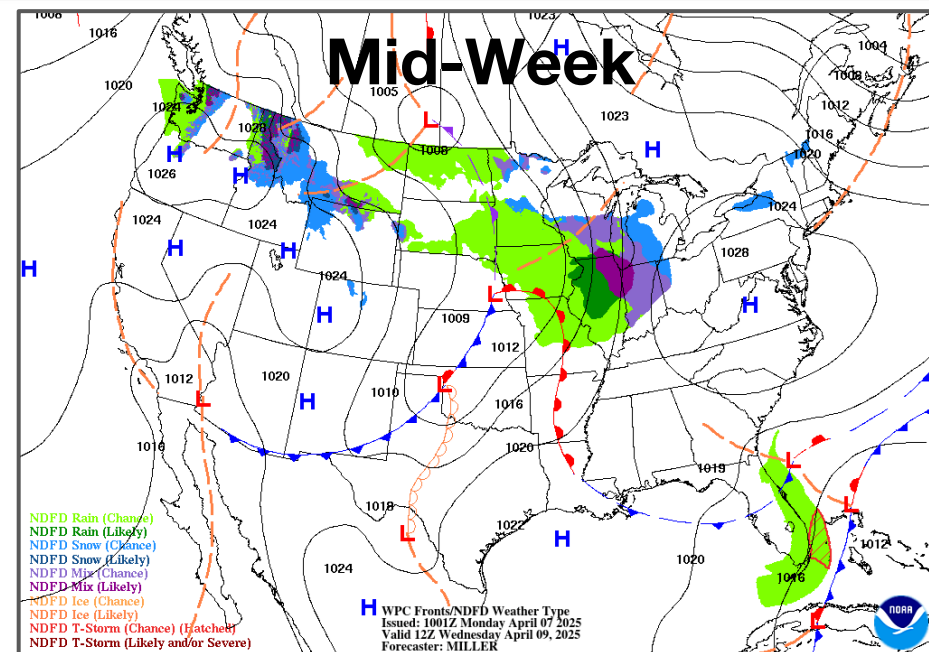 1008
1023
1016
Mid-Week
H
1004
1008
1020
1005
1024
1012
L
1023
1028
1016
1008
H
H
1020
1026
H
1024
1024
1024
H
H
1028
1024
H
L
H
H
1009
1012
1012
1020
1010
L
L
H
1016
1016
1020
1019
L
1018
L
NDFD Rain (Chance)
NDFD Rain (Likely)
NDFD Snow (Chance)
NDFD Snow (Likely)
NDFD Mix (Chance)
NDFD Mix (Likely)
NDFD Ice (Chance)
NDFD Ice (Likely)
NDFD T-Storm (Chance) (Hatched)
NDFD T-Storm (Likely and/or Severe)
L
1022
H
1020
1012
1024
1016
H
WPC Fronts/NDFD Weather Type
Issued: 1001Z Monday April 07 2025
Valid 12Z Wednesday April 09, 2025
Forecaster: MILLER
L
NOAA